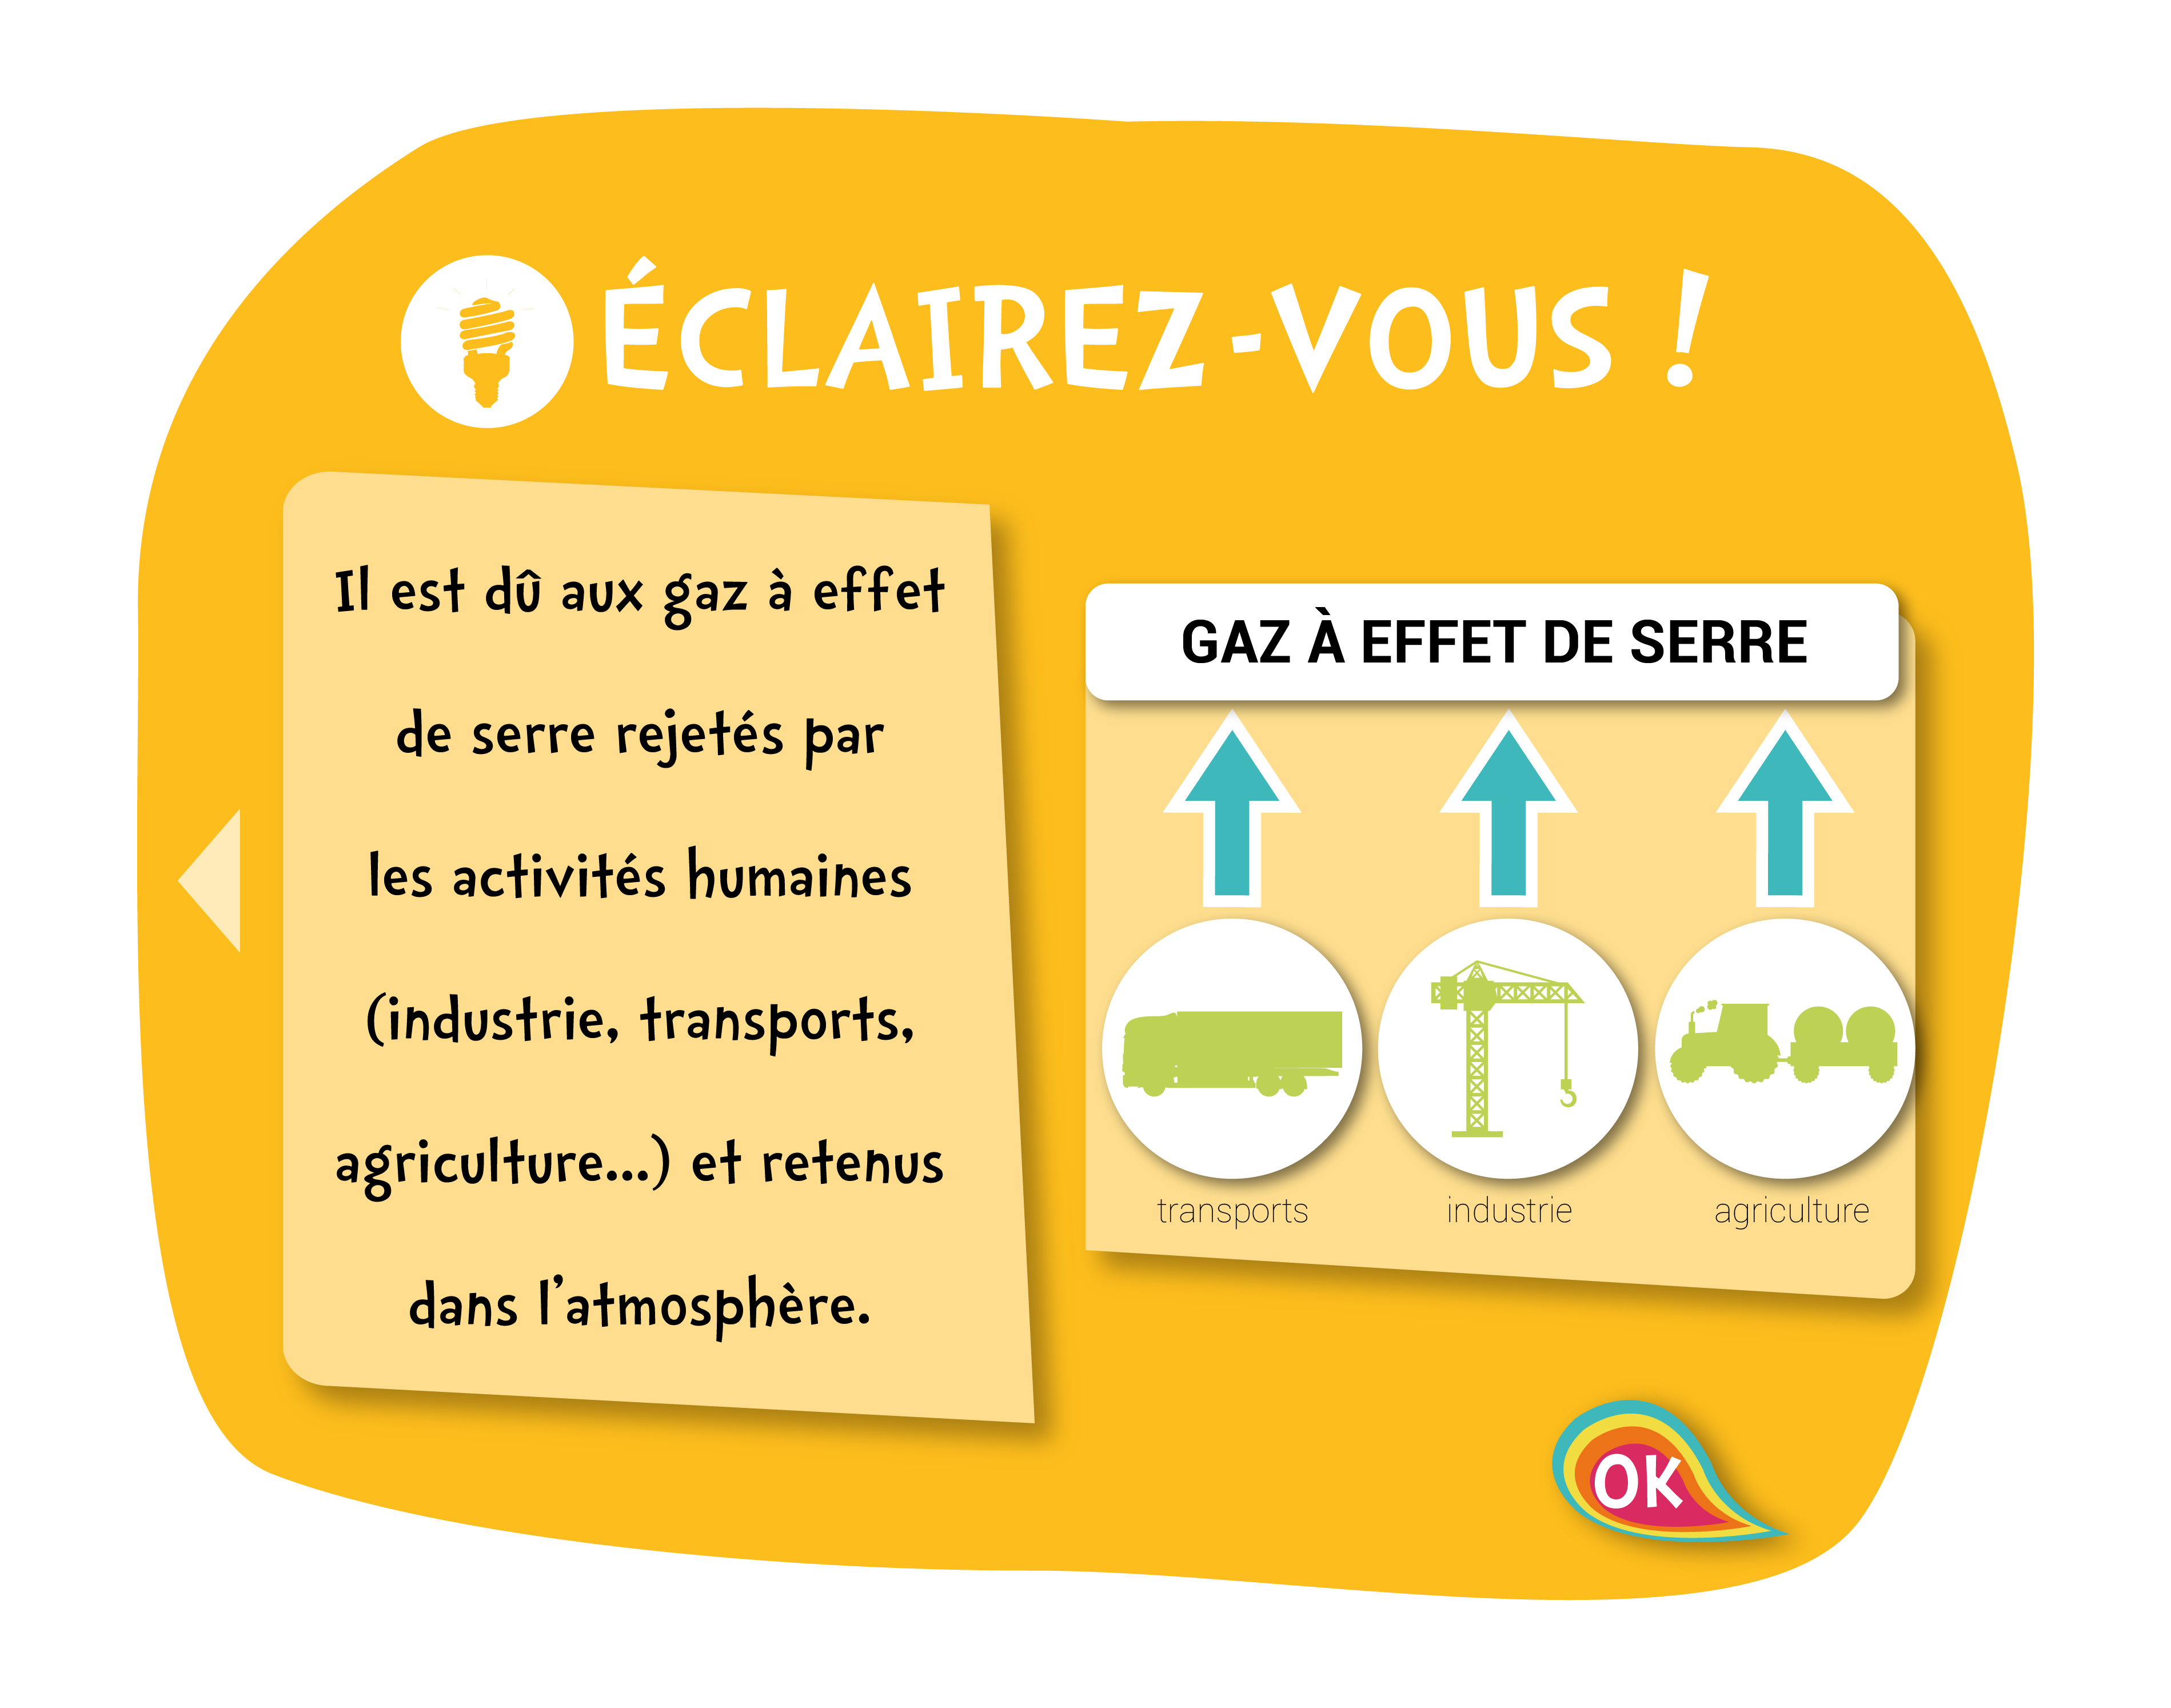 ÉCLAIREZ-VOUS !
Il est dû aux gaz à effet
de serre rejetés par
les activités humaines
(industrie, transports,
agriculture...) et retenus
dans l'atmosphère.
GAZ À EFFET DE SERRE
transports
industrie
agriculture
OK